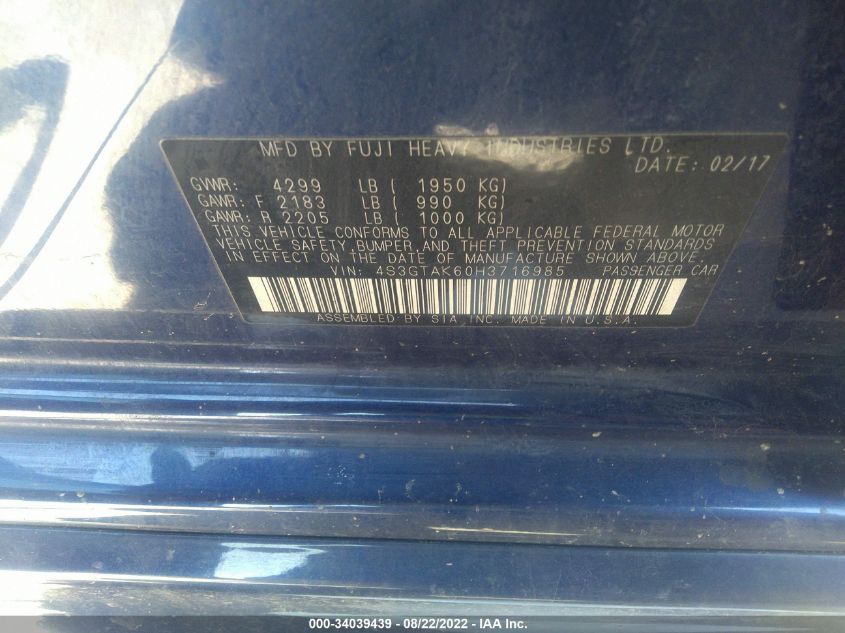 MFD BY FUJI HEAVY INDUSTRIES LTD.
DATE: 02/17
GVWR: 4299 LB ( 1950 KG)
GAWR: F 2183 LB ( 990 KG)
GAWR: R 2205 LB ( 1000 KG)
THIS VEHICLE CONFORMS TO ALL APPLICABLE FEDERAL MOTOR
VEHICLE SAFETY, BUMPER, AND THEFT PREVENTION STANDARDS
IN EFFECT ON THE DATE OF MANUFACTURE SHOWN ABOVE.
VIN: 4S3GTAK60H3716985 PASSENGER CAR
ASSEMBLED BY SIA INC. MADE IN U.S.A.
000-34039439 - 08/22/2022 - IAA Inc.